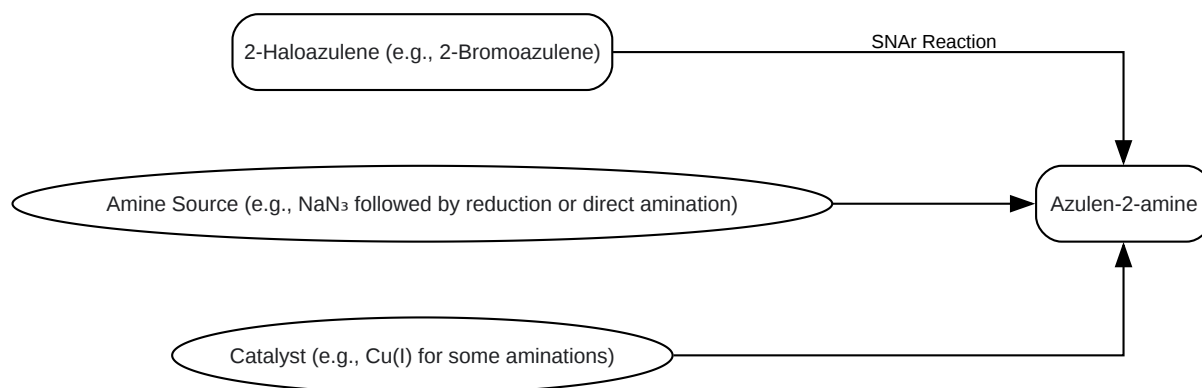 2-Haloazulene (e.g., 2-Bromoazulene)
SNAr Reaction
Amine Source (e.g., NaN₃ followed by reduction or direct amination)
Azulen-2-amine
Catalyst (e.g., Cu(I) for some aminations)